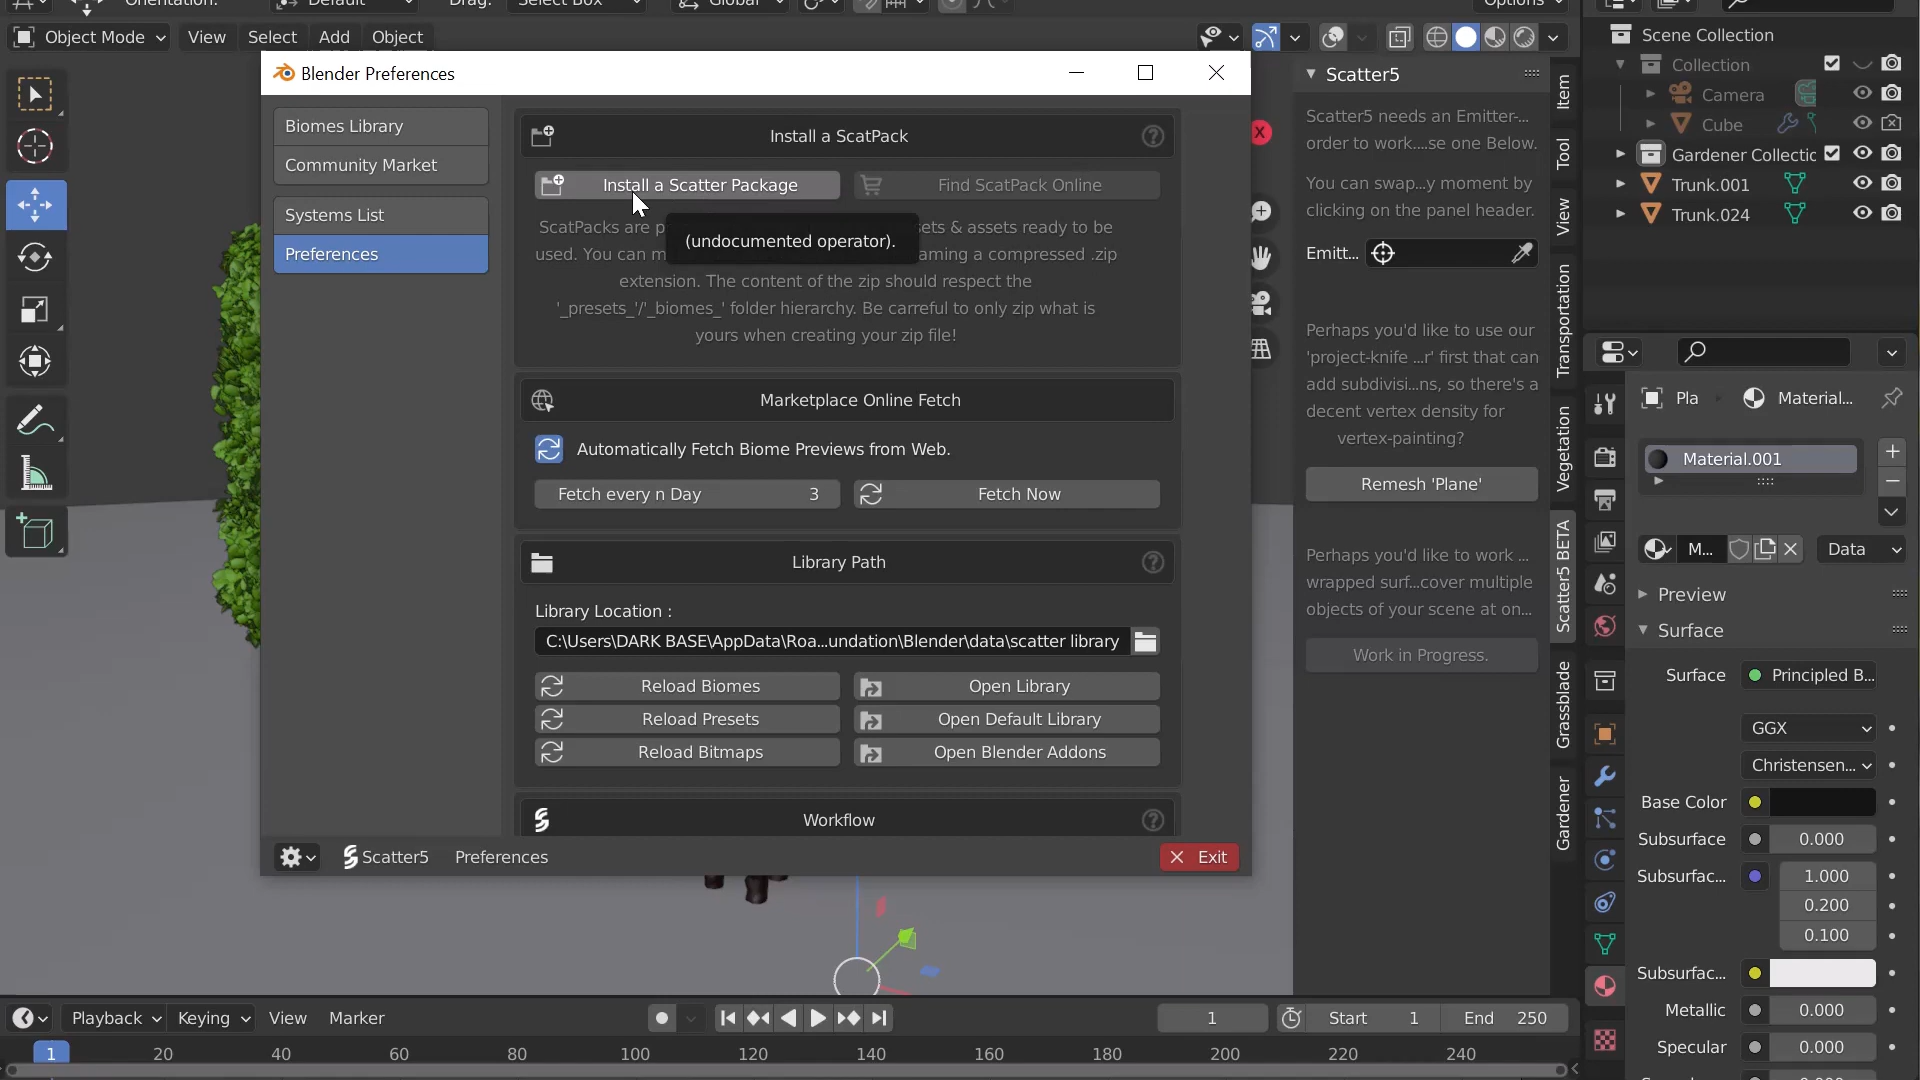 Orientation:
Default
Drag:
Select Box
Global
Options
Object Mode
View
Select
Add
Object
Blender Preferences
Biomes Library
Community Market
Systems List
Preferences
Install a ScatPack
Install a Scatter Package
Find ScatPack Online
ScatPacks are p sets & assets ready to be
used. You can m aming a compressed .zip
extension. The content of the zip should respect the
'_presets_'/'_biomes_' folder hierarchy. Be carreful to only zip what is
yours when creating your zip file!
(undocumented operator).
Marketplace Online Fetch
Automatically Fetch Biome Previews from Web.
Fetch every n Day 3
Fetch Now
Library Path
Library Location :
C:\Users\DARK BASE\AppData\Roa...undation\Blender\data\scatter library
Reload Biomes
Open Library
Reload Presets
Open Default Library
Reload Bitmaps
Open Blender Addons
Workflow
Scatter5
Preferences
Exit
X
Scatter5
Scatter5 needs an Emitter-...
order to work....se one Below.
You can swap...y moment by
clicking on the panel header.
Emitt...
Perhaps you'd like to use our
'project-knife ...r' first that can
add subdivisi...ns, so there's a
decent vertex density for
vertex-painting?
Remesh 'Plane'
Perhaps you'd like to work ...
wrapped surf...cover multiple
objects of your scene at on...
Work in Progress.
Item
Tool
View
Transportation
Vegetation
Scatter5 BETA
Grassblade
Gardener
Scene Collection
Collection
Camera
Cube
Gardener Collectic
Trunk.001
Trunk.024
Pla
Material...
Material.001
M...
Data
Preview
Surface
Surface
Principled B...
GGX
Christensen...
Base Color
Subsurface 0.000
Subsurfac... 1.000
0.200
0.100
Subsurfac...
Metallic 0.000
Specular 0.000
Playback
Keying
View
Marker
1
Start 1
End 250
1
20
40
60
80
100
120
140
160
180
200
220
240